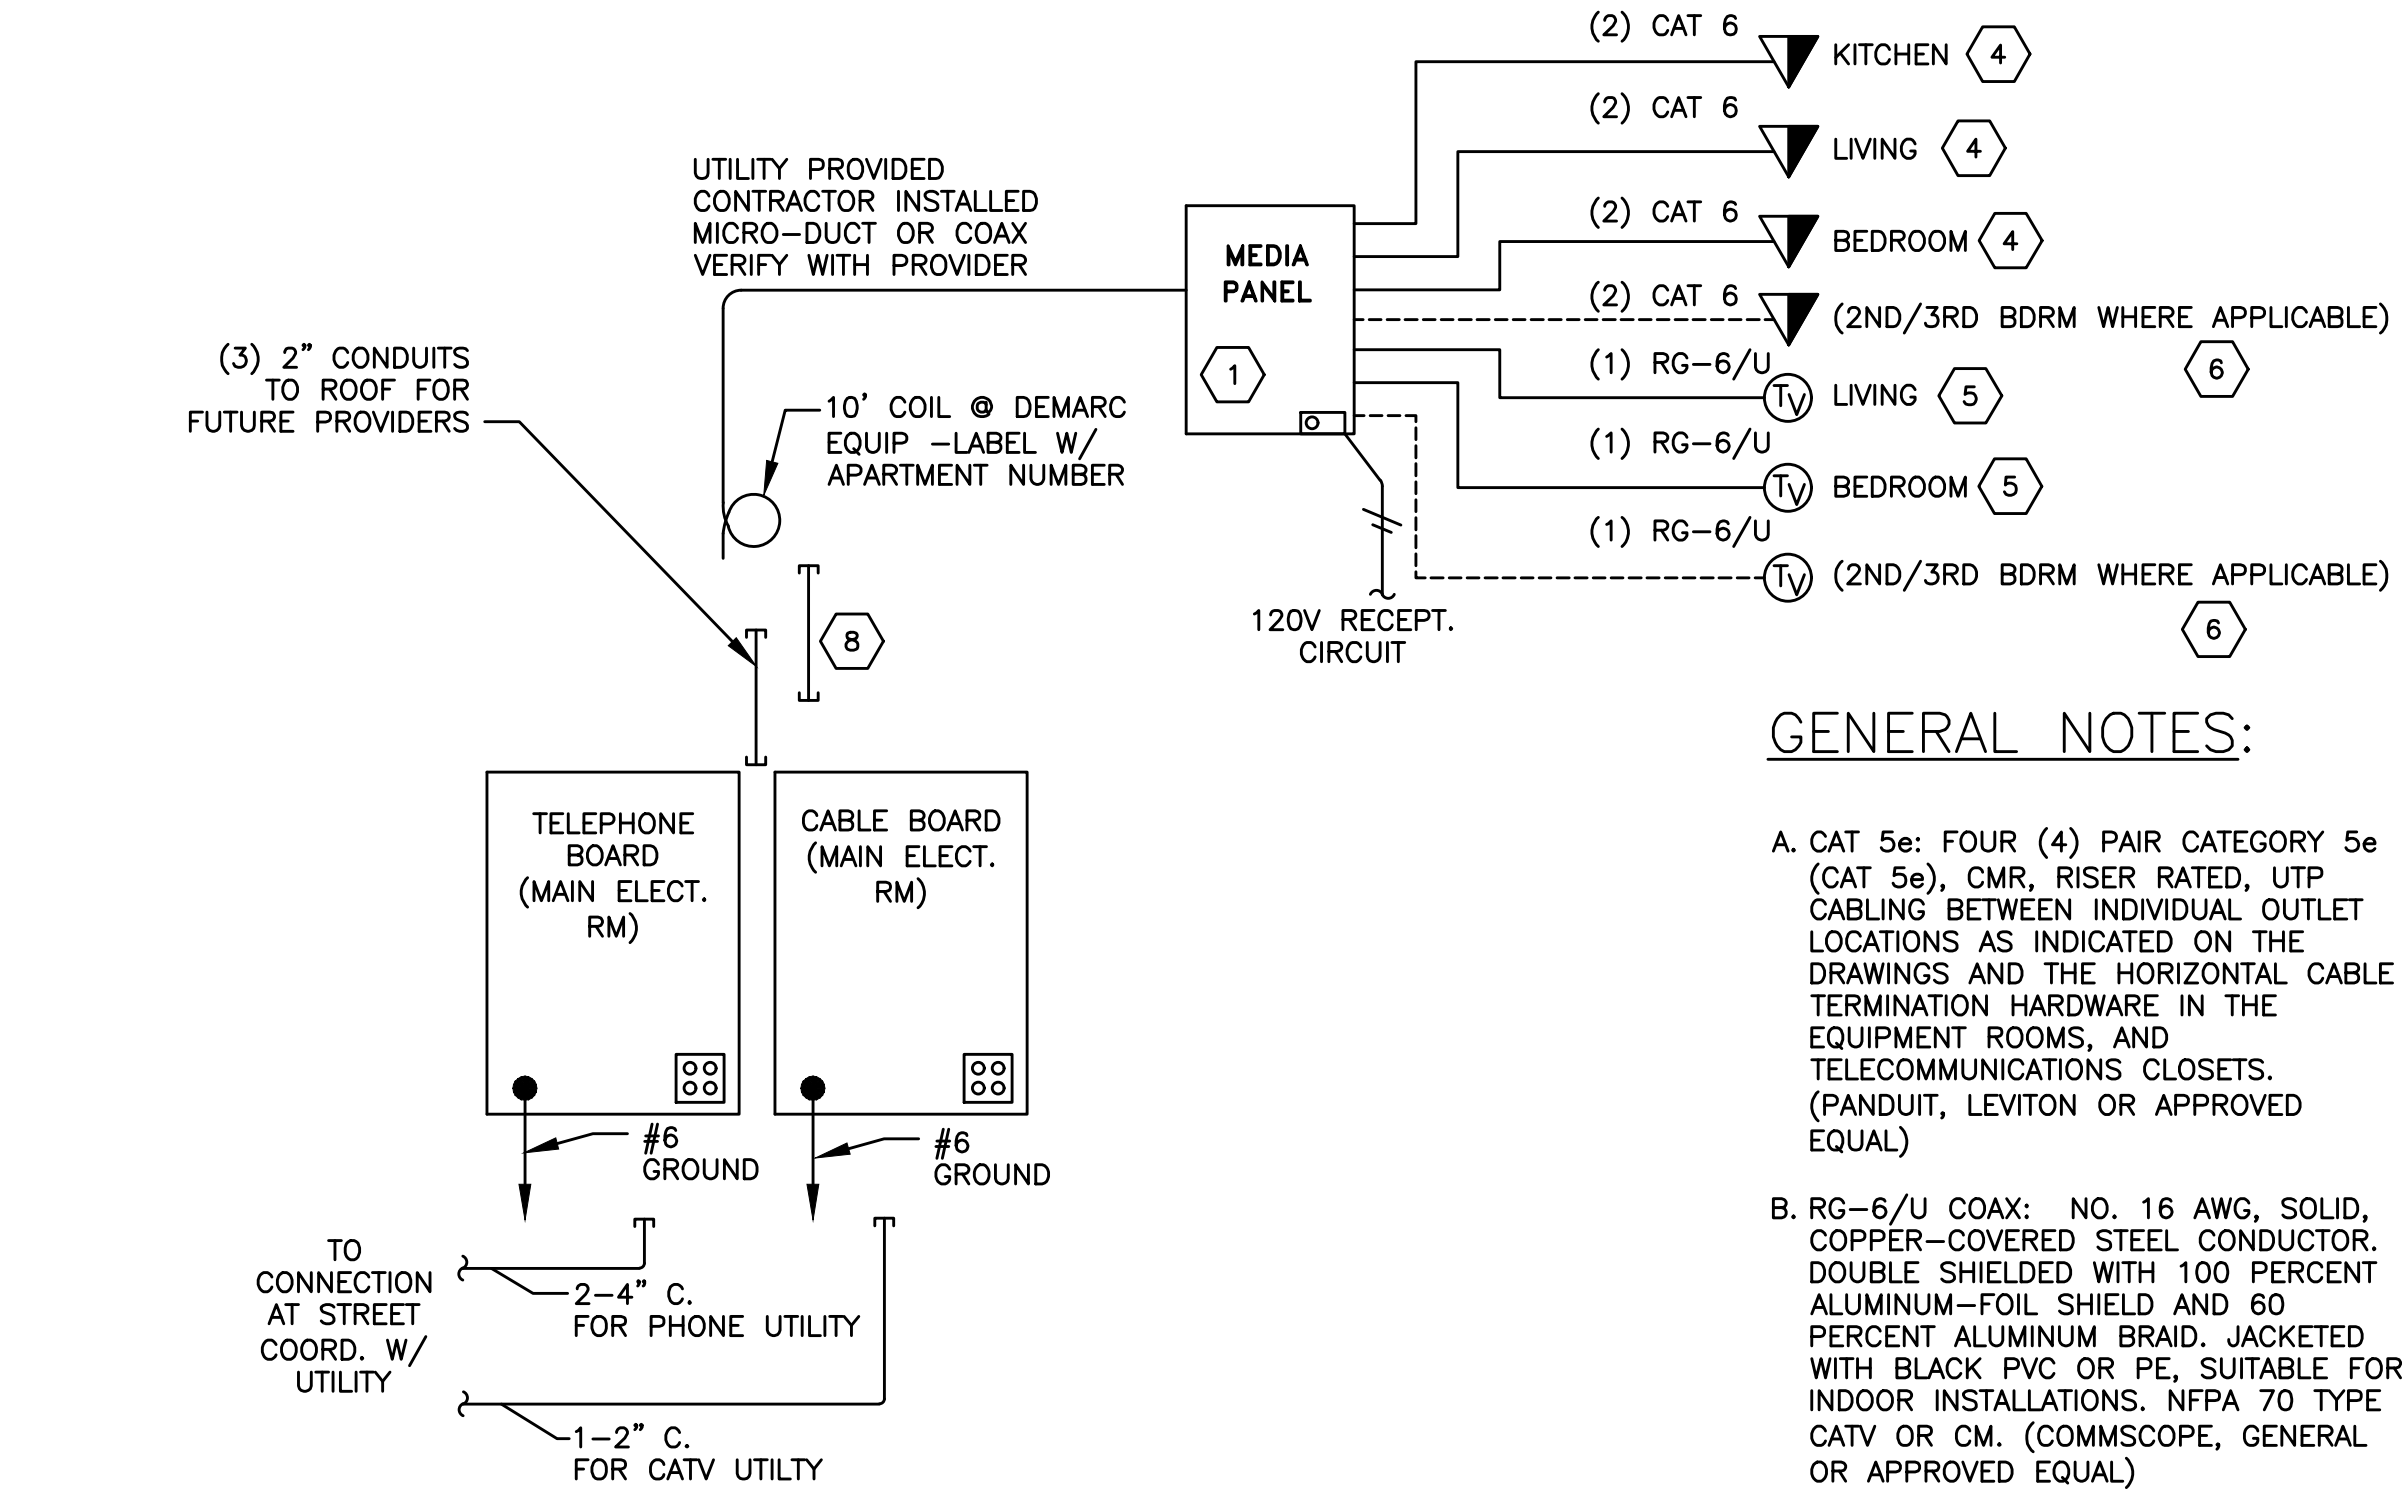 (2) CAT 6
KITCHEN 4
(2) CAT 6
LIVING 4
(2) CAT 6
BEDROOM 4
(2) CAT 6
(2ND/3RD BDRM WHERE APPLICABLE)
6
(1) RG-6/U
TV LIVING 5
(1) RG-6/U
TV BEDROOM 5
(1) RG-6/U
TV (2ND/3RD BDRM WHERE APPLICABLE)
6
UTILITY PROVIDED
CONTRACTOR INSTALLED
MICRO-DUCT OR COAX
VERIFY WITH PROVIDER
MEDIA
PANEL
1
120V RECEPT.
CIRCUIT
(3) 2" CONDUITS
TO ROOF FOR
FUTURE PROVIDERS
10' COIL @ DEMARC
EQUIP -LABEL W/
APARTMENT NUMBER
8
TELEPHONE
BOARD
(MAIN ELECT.
RM)
CABLE BOARD
(MAIN ELECT.
RM)
#6
GROUND
#6
GROUND
TO
CONNECTION
AT STREET
COORD. W/
UTILITY
2-4" C.
FOR PHONE UTILITY
1-2" C.
FOR CATV UTILTY
GENERAL NOTES:
A. CAT 5e: FOUR (4) PAIR CATEGORY 5e
(CAT 5e), CMR, RISER RATED, UTP
CABLING BETWEEN INDIVIDUAL OUTLET
LOCATIONS AS INDICATED ON THE
DRAWINGS AND THE HORIZONTAL CABLE
TERMINATION HARDWARE IN THE
EQUIPMENT ROOMS, AND
TELECOMMUNICATIONS CLOSETS.
(PANDUIT, LEVITON OR APPROVED
EQUAL)
B. RG-6/U COAX: NO. 16 AWG, SOLID,
COPPER-COVERED STEEL CONDUCTOR.
DOUBLE SHIELDED WITH 100 PERCENT
ALUMINUM-FOIL SHIELD AND 60
PERCENT ALUMINUM BRAID. JACKETED
WITH BLACK PVC OR PE, SUITABLE FOR
INDOOR INSTALLATIONS. NFPA 70 TYPE
CATV OR CM. (COMMSCOPE, GENERAL
OR APPROVED EQUAL)